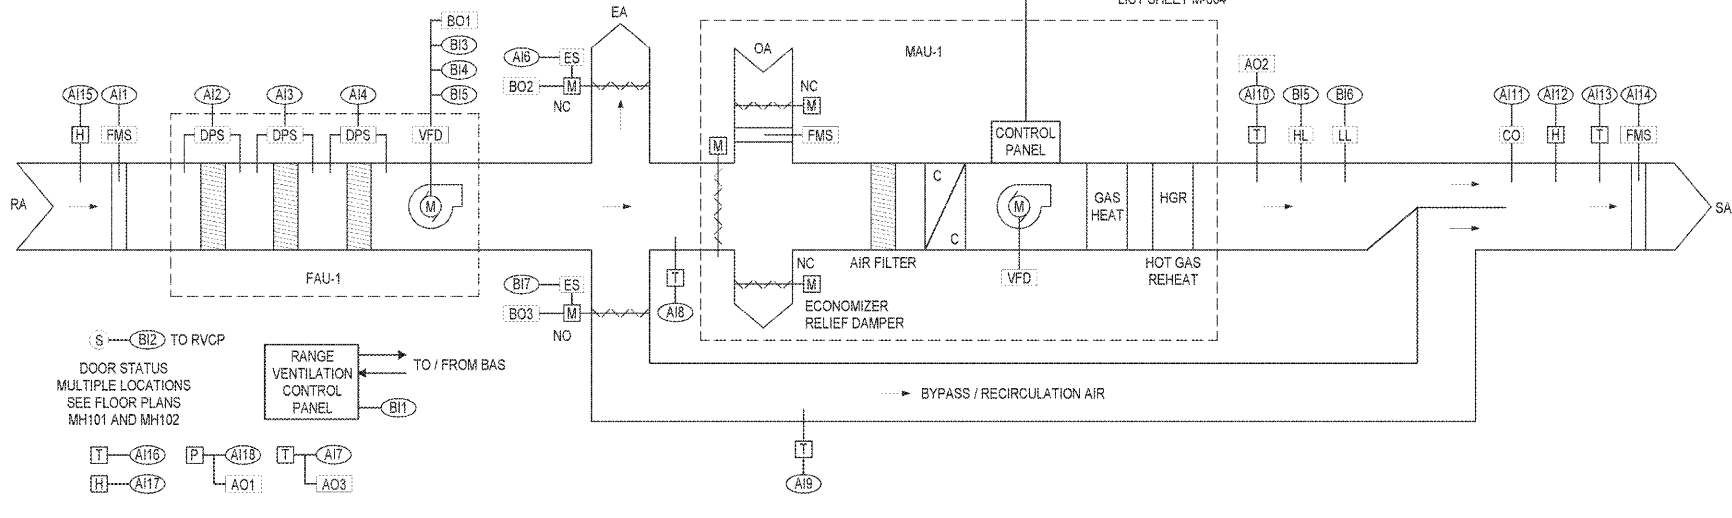 LIST SHEET M-604
EA
BO1
BI3
BI4
BI5
AI6
ES
BO2
M
NC
OA
NC
M
FMS
MAU-1
M
AO2
AI15
AI1
AI2
AI3
AI4
H
FMS
DPS
DPS
DPS
VFD
CONTROL
PANEL
AI10
BI5
BI6
T
HL
LL
AI11
AI12
AI13
AI14
CO
H
T
FMS
RA
M
C
C
M
GAS
HEAT
HGR
SA
FAU-1
AIR FILTER
VFD
HOT GAS
REHEAT
BI7
ES
BO3
M
NO
T
AI8
NC
M
ECONOMIZER
RELIEF DAMPER
S
BI2
TO RVCP
DOOR STATUS
MULTIPLE LOCATIONS
SEE FLOOR PLANS
MH101 AND MH102
RANGE
VENTILATION
CONTROL
PANEL
TO / FROM BAS
BI1
BYPASS / RECIRCULATION AIR
T
AI16
P
AI18
T
AI7
H
AI17
AO1
AO3
T
AI9